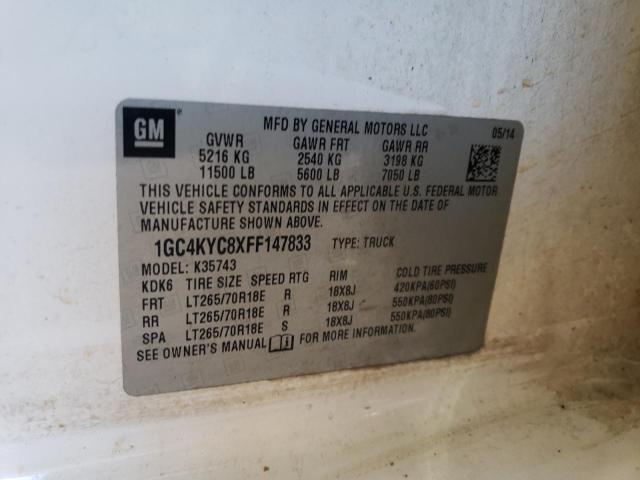 GM
MFD BY GENERAL MOTORS LLC 05/14
GVWR GAWR FRT GAWR RR
5216 KG 2540 KG 3198 KG
11500 LB 5600 LB 7050 LB
THIS VEHICLE CONFORMS TO ALL APPLICABLE U.S. FEDERAL MOTOR
VEHICLE SAFETY STANDARDS IN EFFECT ON THE DATE OF
MANUFACTURE SHOWN ABOVE.
1GC4KYC8XFF147833 TYPE: TRUCK
MODEL: K35743
KDK6 TIRE SIZE SPEED RTG RIM COLD TIRE PRESSURE
FRT LT265/70R18E R 18X8J 420KPA(60PSI)
RR LT265/70R18E R 18X8J 550KPA(80PSI)
SPA LT265/70R18E S 18X8J 550KPA(80PSI)
SEE OWNER'S MANUAL FOR MORE INFORMATION.